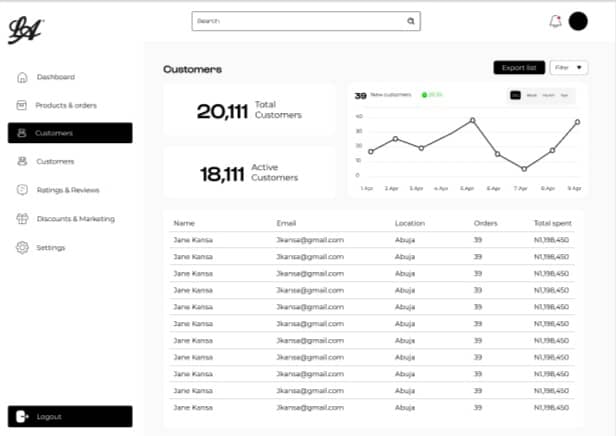 LA
Search
Dashboard
Products & orders
Customers
Customers
Ratings & Reviews
Discounts & Marketing
Settings
Logout
Customers
Export list
Filter
20,111
Total
Customers
18,111
Active
Customers
39 New customers
Week Month Year
40
30
20
10
0
1 Apr 2 Apr 3 Apr 4 Apr 5 Apr 6 Apr 7 Apr 8 Apr 9 Apr
Name Email Location Orders Total spent
Jane Kansa Jkansa@gmail.com Abuja 39 N1,198,450
Jane Kansa Jkansa@gmail.com Abuja 39 N1,198,450
Jane Kansa Jkansa@gmail.com Abuja 39 N1,198,450
Jane Kansa Jkansa@gmail.com Abuja 39 N1,198,450
Jane Kansa Jkansa@gmail.com Abuja 39 N1,198,450
Jane Kansa Jkansa@gmail.com Abuja 39 N1,198,450
Jane Kansa Jkansa@gmail.com Abuja 39 N1,198,450
Jane Kansa Jkansa@gmail.com Abuja 39 N1,198,450
Jane Kansa Jkansa@gmail.com Abuja 39 N1,198,450
Jane Kansa Jkansa@gmail.com Abuja 39 N1,198,450
Jane Kansa Jkansa@gmail.com Abuja 39 N1,198,450